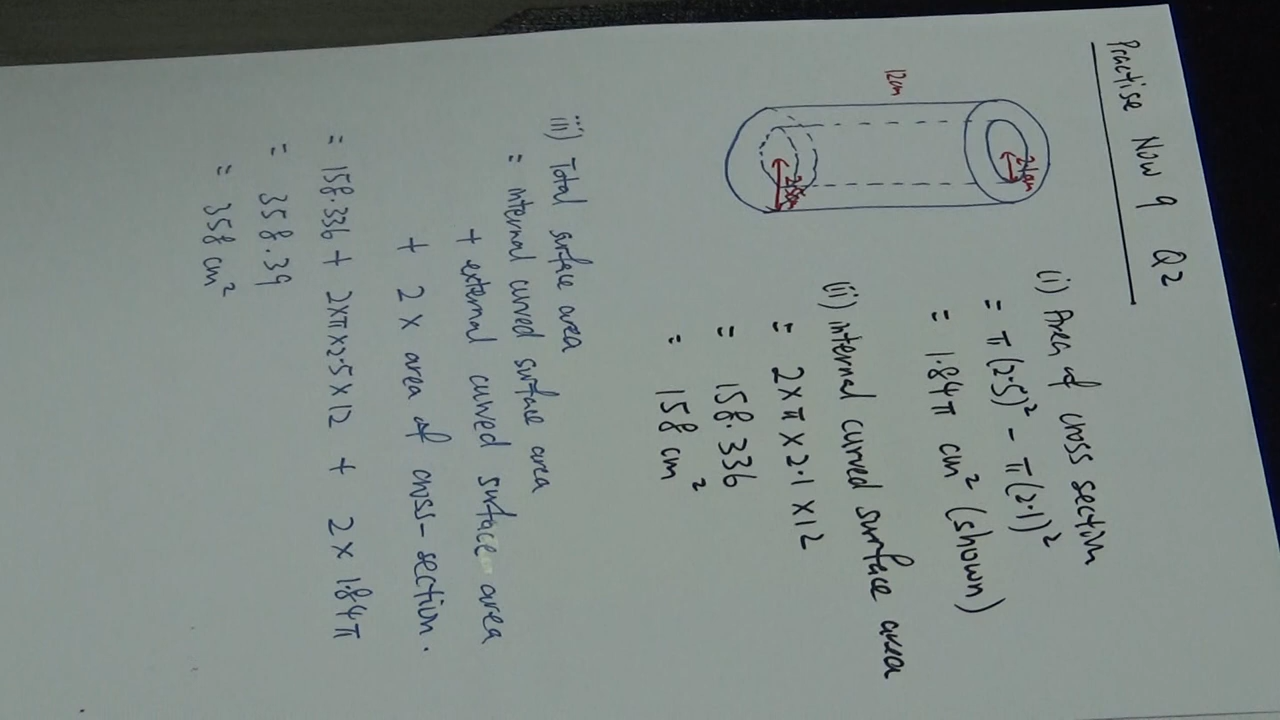 Practise Now 9 Q2
12cm
2.1cm
2.5cm
(i) Area of cross section
= π(2.5)² - π(2.1)²
= 1.84π cm² (shown)
(ii) internal curved surface area
= 2×π×2.1×12
= 158.336
= 158 cm²
iii) Total surface area
= internal curved surface area
+ external curved surface area
+ 2 × area of cross-section.
= 158.336 + 2×π×2.5×12 + 2×1.84π
= 358.39
= 358 cm²